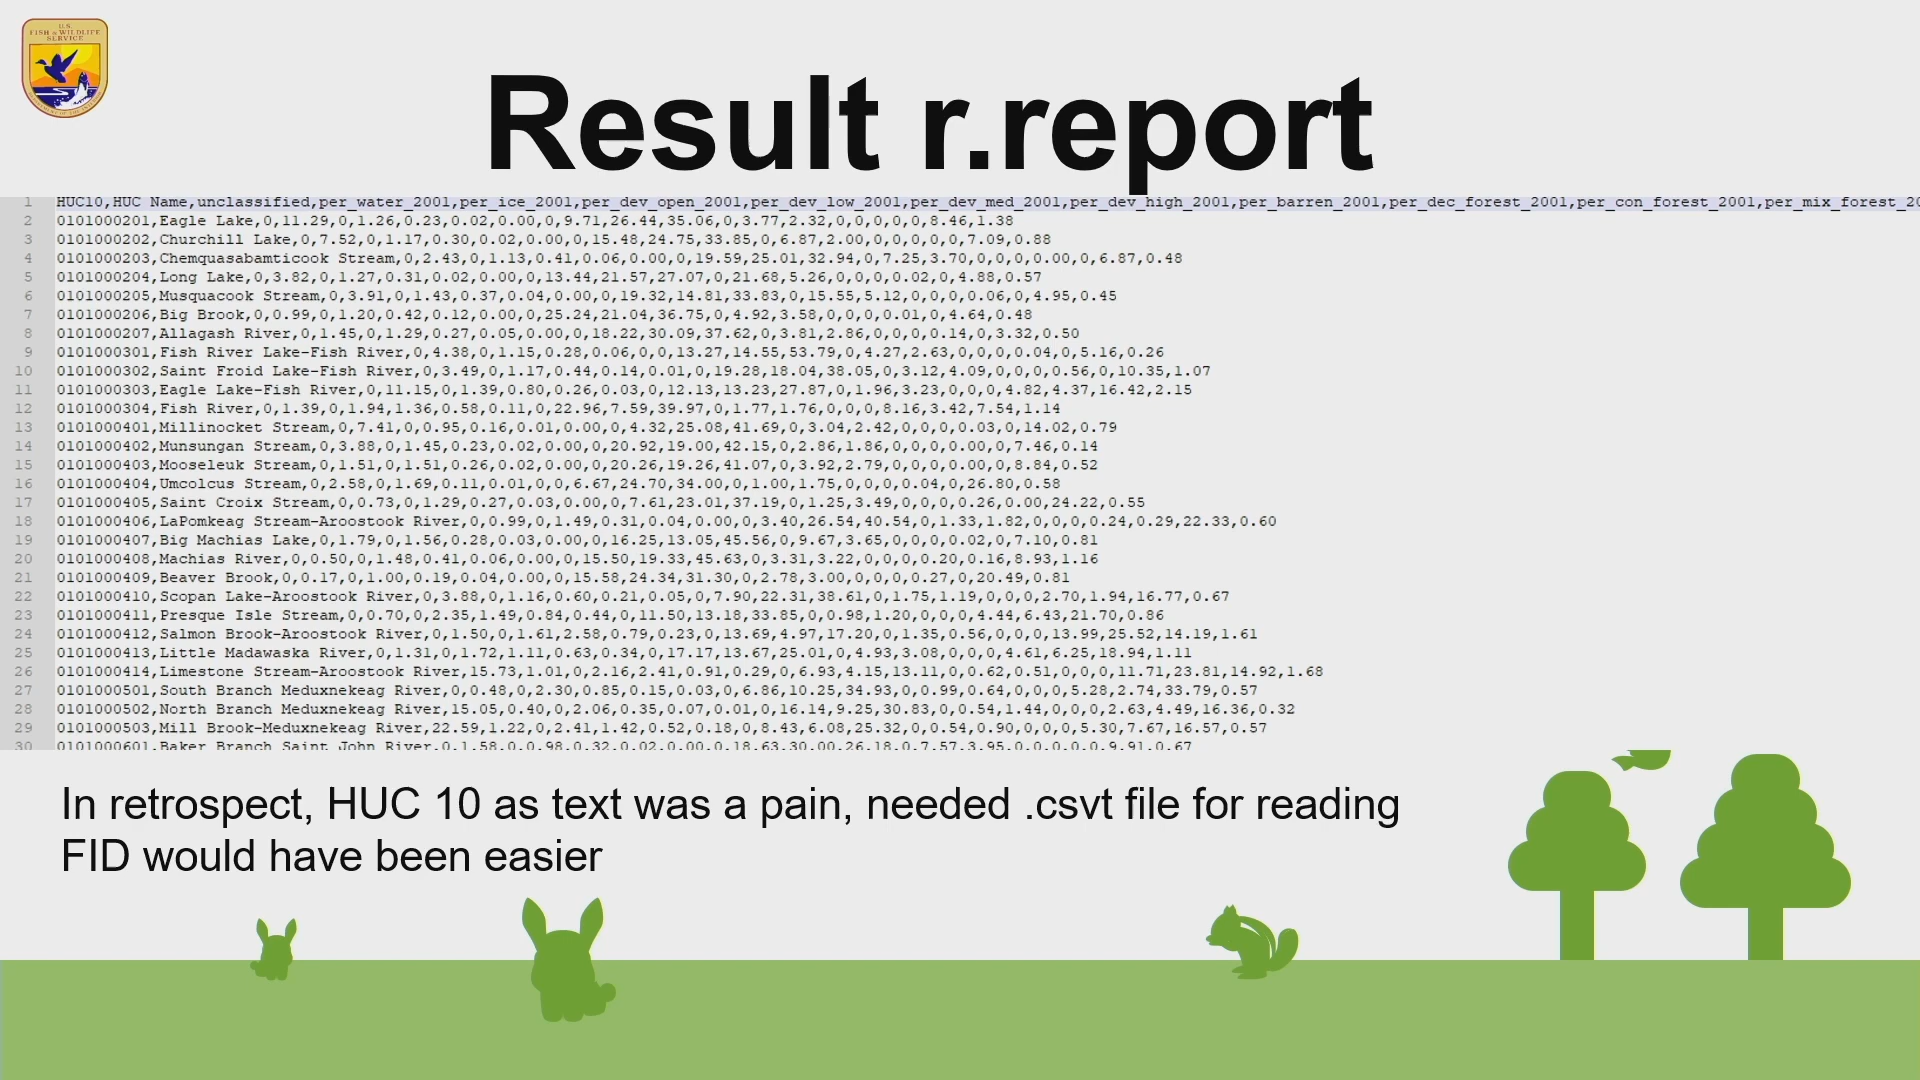 U.S.
FISH & WILDLIFE
SERVICE
Result r.report
1 HUC10,HUC Name,unclassified,per_water_2001,per_ice_2001,per_dev_open_2001,per_dev_low_2001,per_dev_med_2001,per_dev_high_2001,per_barren_2001,per_dec_forest_2001,per_con_forest_2001,per_mix_forest_20
2 0101000201,Eagle Lake,0,11.29,0,1.26,0.23,0.02,0.00,0,9.71,26.44,35.06,0,3.77,2.32,0,0,0,0,0,8.46,1.38
3 0101000202,Churchill Lake,0,7.52,0,1.17,0.30,0.02,0.00,0,15.48,24.75,33.85,0,6.87,2.00,0,0,0,0,0,7.09,0.88
4 0101000203,Chemquasabamticook Stream,0,2.43,0,1.13,0.41,0.06,0.00,0,19.59,25.01,32.94,0,7.25,3.70,0,0,0,0.00,0,6.87,0.48
5 0101000204,Long Lake,0,3.82,0,1.27,0.31,0.02,0.00,0,13.44,21.57,27.07,0,21.68,5.26,0,0,0,0.02,0,4.88,0.57
6 0101000205,Musquacook Stream,0,3.91,0,1.43,0.37,0.04,0.00,0,19.32,14.81,33.83,0,15.55,5.12,0,0,0,0.06,0,4.95,0.45
7 0101000206,Big Brook,0,0.99,0,1.20,0.42,0.12,0.00,0,25.24,21.04,36.75,0,4.92,3.58,0,0,0,0.01,0,4.64,0.48
8 0101000207,Allagash River,0,1.45,0,1.29,0.27,0.05,0.00,0,18.22,30.09,37.62,0,3.81,2.86,0,0,0,0.14,0,3.32,0.50
9 0101000301,Fish River Lake-Fish River,0,4.38,0,1.15,0.28,0.06,0,0,13.27,14.55,53.79,0,4.27,2.63,0,0,0,0.04,0,5.16,0.26
10 0101000302,Saint Froid Lake-Fish River,0,3.49,0,1.17,0.44,0.14,0.01,0,19.28,18.04,38.05,0,3.12,4.09,0,0,0,0.56,0,10.35,1.07
11 0101000303,Eagle Lake-Fish River,0,11.15,0,1.39,0.80,0.26,0.03,0,12.13,13.23,27.87,0,1.96,3.23,0,0,0,4.82,4.37,16.42,2.15
12 0101000304,Fish River,0,1.39,0,1.94,1.36,0.58,0.11,0,22.96,7.59,39.97,0,1.77,1.76,0,0,0,8.16,3.42,7.54,1.14
13 0101000401,Millinocket Stream,0,7.41,0,0.95,0.16,0.01,0.00,0,4.32,25.08,41.69,0,3.04,2.42,0,0,0,0.03,0,14.02,0.79
14 0101000402,Munsungan Stream,0,3.88,0,1.45,0.23,0.02,0.00,0,20.92,19.00,42.15,0,2.86,1.86,0,0,0,0.00,0,7.46,0.14
15 0101000403,Mooseleuk Stream,0,1.51,0,1.51,0.26,0.02,0.00,0,20.26,19.26,41.07,0,3.92,2.79,0,0,0,0.00,0,8.84,0.52
16 0101000404,Umcolcus Stream,0,2.58,0,1.69,0.11,0.01,0,0,6.67,24.70,34.00,0,1.00,1.75,0,0,0,0.04,0,26.80,0.58
17 0101000405,Saint Croix Stream,0,0.73,0,1.29,0.27,0.03,0.00,0,7.61,23.01,37.19,0,1.25,3.49,0,0,0,0.26,0.00,24.22,0.55
18 0101000406,LaPomkeag Stream-Aroostook River,0,0.99,0,1.49,0.31,0.04,0.00,0,3.40,26.54,40.54,0,1.33,1.82,0,0,0,0.24,0.29,22.33,0.60
19 0101000407,Big Machias Lake,0,1.79,0,1.56,0.28,0.03,0.00,0,16.25,13.05,45.56,0,9.67,3.65,0,0,0,0.02,0,7.10,0.81
20 0101000408,Machias River,0,0.50,0,1.48,0.41,0.06,0.00,0,15.50,19.33,45.63,0,3.31,3.22,0,0,0,0.20,0.16,8.93,1.16
21 0101000409,Beaver Brook,0,0.17,0,1.00,0.19,0.04,0.00,0,15.58,24.34,31.30,0,2.78,3.00,0,0,0,0.27,0,20.49,0.81
22 0101000410,Scopan Lake-Aroostook River,0,3.88,0,1.16,0.60,0.21,0.05,0,7.90,22.31,38.61,0,1.75,1.19,0,0,0,2.70,1.94,16.77,0.67
23 0101000411,Presque Isle Stream,0,0.70,0,2.35,1.49,0.84,0.44,0,11.50,13.18,33.85,0,0.98,1.20,0,0,0,4.44,6.43,21.70,0.86
24 0101000412,Salmon Brook-Aroostook River,0,1.50,0,1.61,2.58,0.79,0.23,0,13.69,4.97,17.20,0,1.35,0.56,0,0,0,13.99,25.52,14.19,1.61
25 0101000413,Little Madawaska River,0,1.31,0,1.72,1.11,0.63,0.34,0,17.17,13.67,25.01,0,4.93,3.08,0,0,0,4.61,6.25,18.94,1.11
26 0101000414,Limestone Stream-Aroostook River,15.73,1.01,0,2.16,2.41,0.91,0.29,0,6.93,4.15,13.11,0,0.62,0.51,0,0,0,11.71,23.81,14.92,1.68
27 0101000501,South Branch Meduxnekeag River,0,0.48,0,2.30,0.85,0.15,0.03,0,6.86,10.25,34.93,0,0.99,0.64,0,0,0,5.28,2.74,33.79,0.57
28 0101000502,North Branch Meduxnekeag River,15.05,0.40,0,2.06,0.35,0.07,0.01,0,16.14,9.25,30.83,0,0.54,1.44,0,0,0,2.63,4.49,16.36,0.32
29 0101000503,Mill Brook-Meduxnekeag River,22.59,1.22,0,2.41,1.42,0.52,0.18,0,8.43,6.08,25.32,0,0.54,0.90,0,0,0,5.30,7.67,16.57,0.57
30 0101000601,Baker Branch Saint John River,0,1.58,0,0.98,0.32,0.02,0.00,0,18.63,30.00,26.18,0,7.57,3.95,0,0,0,0,0,9.91,0.67
In retrospect, HUC 10 as text was a pain, needed .csvt file for reading
FID would have been easier